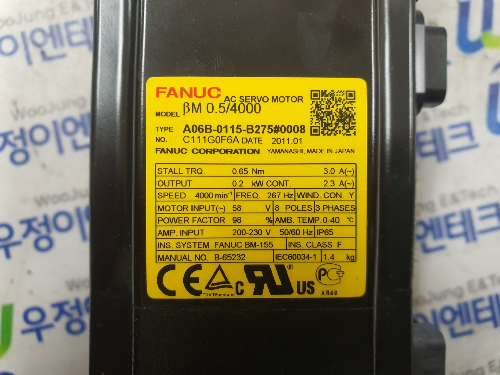 FANUC AC SERVO MOTOR
MODEL βM 0.5/4000
TYPE A06B-0115-B275#0008
NO. C111G0F6A DATE 2011.01
FANUC CORPORATION YAMANASHI, MADE IN JAPAN
STALL TRQ. 0.65 Nm 3.0 A(~)
OUTPUT 0.2 kW CONT. 2.3 A(~)
SPEED 4000 min⁻¹ FREQ. 267 Hz WIND. CON. Y
MOTOR INPUT(~) 58 V 8 POLES 3 PHASES
POWER FACTOR 98 % AMB. TEMP. 0-40 ℃
AMP. INPUT 200-230 V 50/60 Hz IP65
INS. SYSTEM FANUC BM-155 INS. CLASS F
MANUAL NO. B-65232 IEC60034-1 1.4 kg
CE c RU US
AЯ48
WooJung E&Tech
우정이엔테크